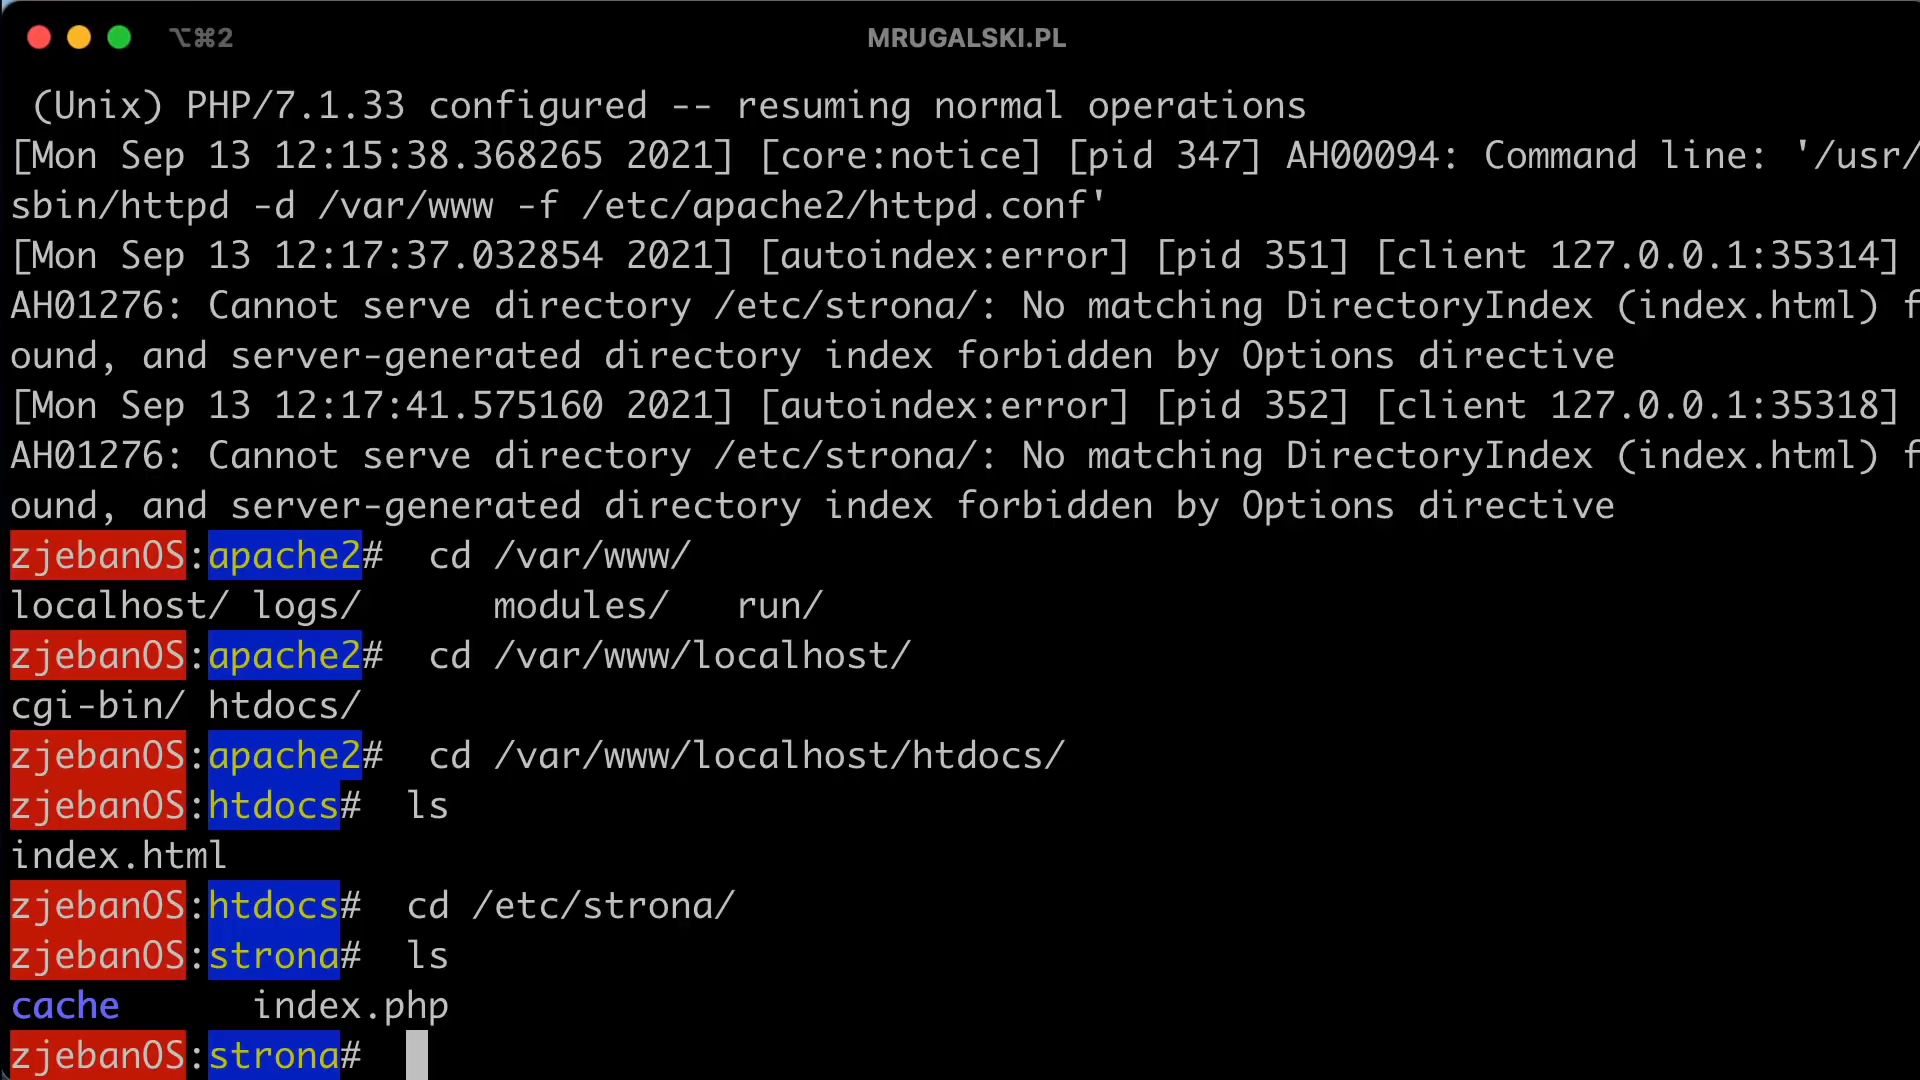 ⌥⌘2
MRUGALSKI.PL
(Unix) PHP/7.1.33 configured -- resuming normal operations
[Mon Sep 13 12:15:38.368265 2021] [core:notice] [pid 347] AH00094: Command line: '/usr/
sbin/httpd -d /var/www -f /etc/apache2/httpd.conf'
[Mon Sep 13 12:17:37.032854 2021] [autoindex:error] [pid 351] [client 127.0.0.1:35314]
AH01276: Cannot serve directory /etc/strona/: No matching DirectoryIndex (index.html) f
ound, and server-generated directory index forbidden by Options directive
[Mon Sep 13 12:17:41.575160 2021] [autoindex:error] [pid 352] [client 127.0.0.1:35318]
AH01276: Cannot serve directory /etc/strona/: No matching DirectoryIndex (index.html) f
ound, and server-generated directory index forbidden by Options directive
zjebanOS:apache2#  cd /var/www/
localhost/ logs/      modules/   run/
zjebanOS:apache2#  cd /var/www/localhost/
cgi-bin/ htdocs/
zjebanOS:apache2#  cd /var/www/localhost/htdocs/
zjebanOS:htdocs#  ls
index.html
zjebanOS:htdocs#  cd /etc/strona/
zjebanOS:strona#  ls
cache      index.php
zjebanOS:strona#